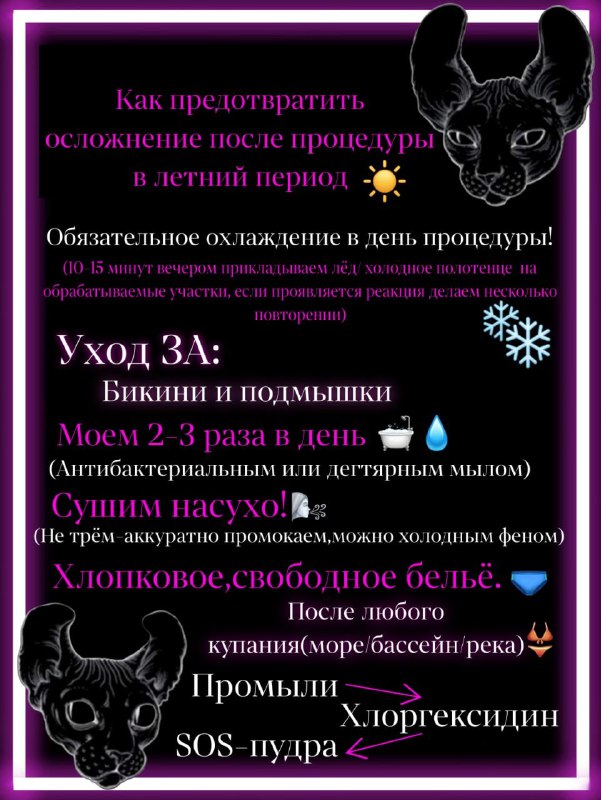 Как предотвратить
осложнение после процедуры
в летний период
Обязательное охлаждение в день процедуры!
(10-15 минут вечером прикладываем лёд/ холодное полотенце на
обрабатываемые участки, если проявляется реакция делаем несколько
повторении)
Уход ЗА:
Бикини и подмышки
Моем 2-3 раза в день
(Антибактериальным или дегтярным мылом)
Сушим насухо!
(Не трём-аккуратно промокаем,можно холодным феном)
Хлопковое,свободное бельё.
После любого
купания(море/бассейн/река)
Промыли
Хлоргексидин
SOS-пудра